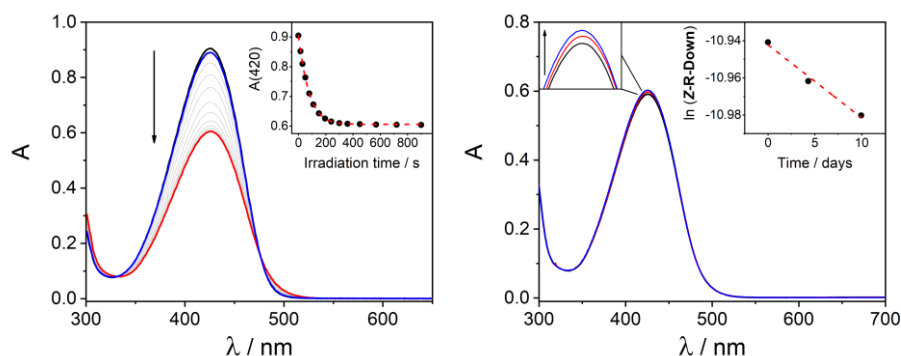 1.0
0.8
0.6
0.4
0.2
0.0
A
300 400 500 600
λ / nm
A(420)
0.9
0.8
0.7
0.6
0 200 400 600 800
Irradiation time / s
0.8
0.6
0.4
0.2
0.0
A
300 400 500 600 700
λ / nm
ln (Z-R-Down)
-10.94
-10.96
-10.98
0 5 10
Time / days